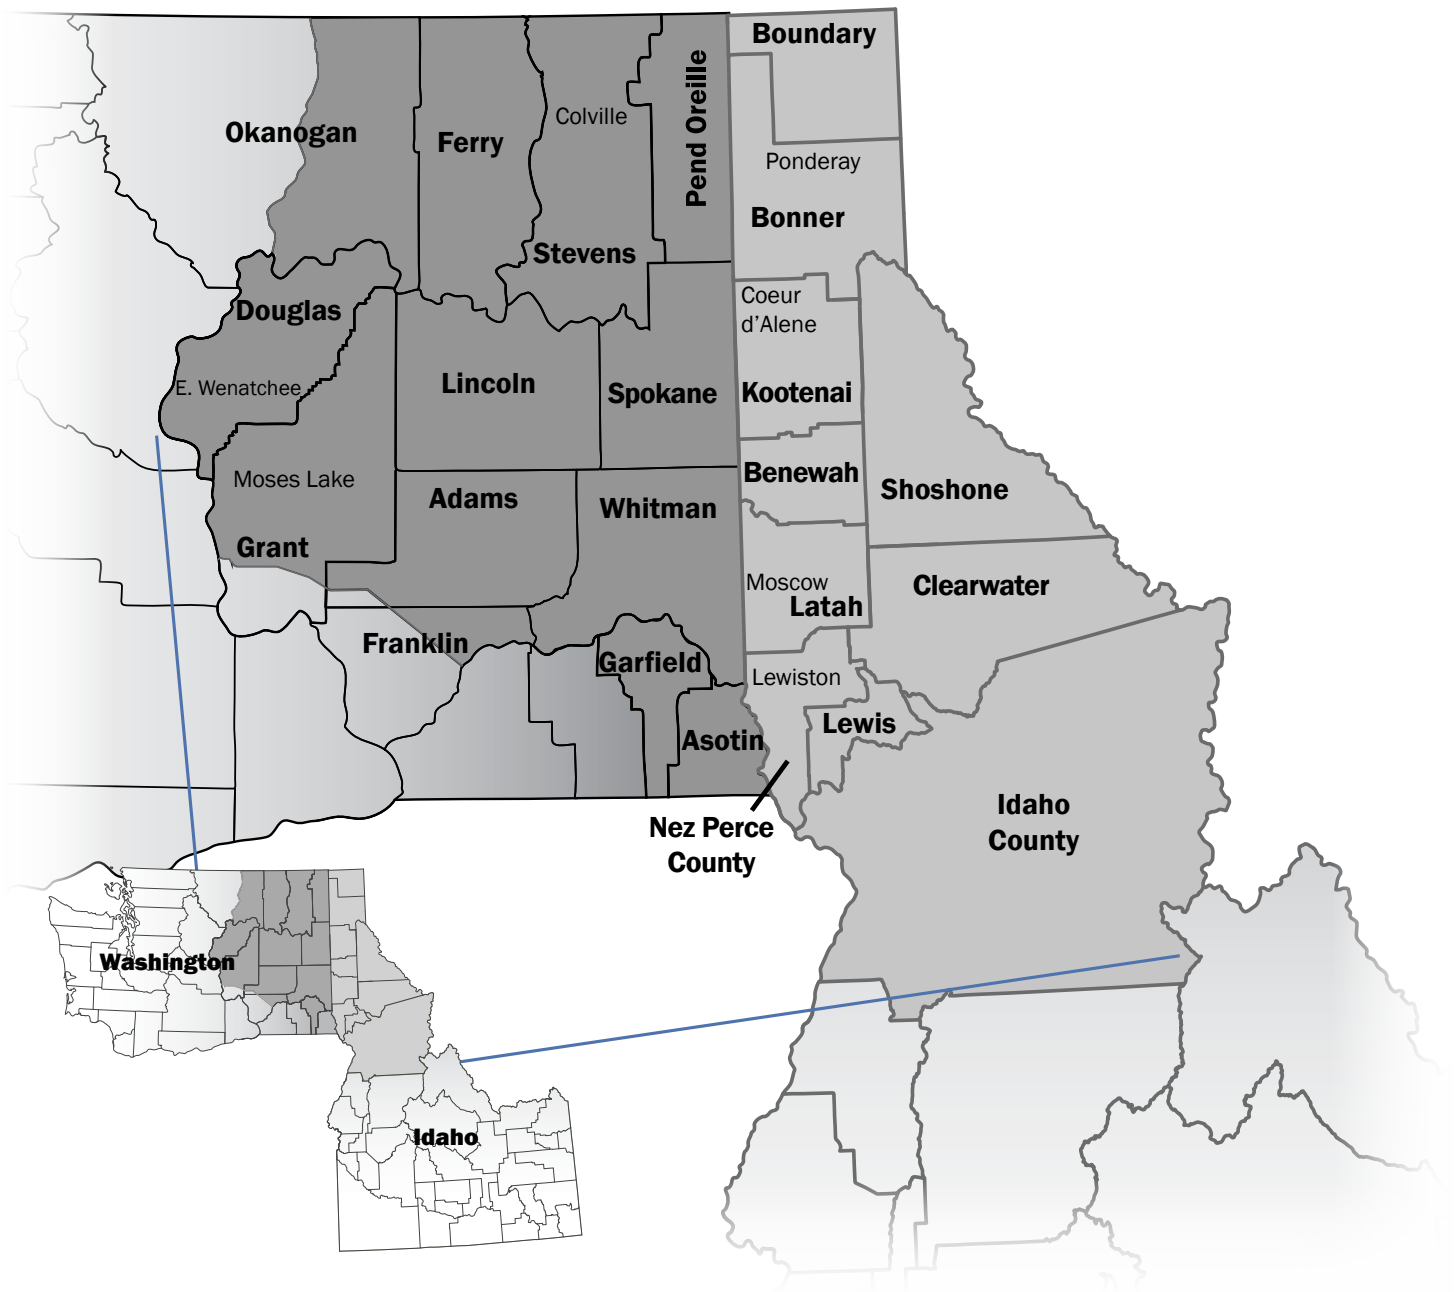 Boundary
Pend Oreille
Colville
Okanogan
Ferry
Ponderay
Bonner
Stevens
Douglas
Coeur
d’Alene
E. Wenatchee
Lincoln
Spokane
Kootenai
Moses Lake
Adams
Whitman
Benewah
Shoshone
Grant
Moscow
Latah
Clearwater
Franklin
Garfield
Lewiston
Lewis
Asotin
Nez Perce
County
Idaho
County
Washington
Idaho